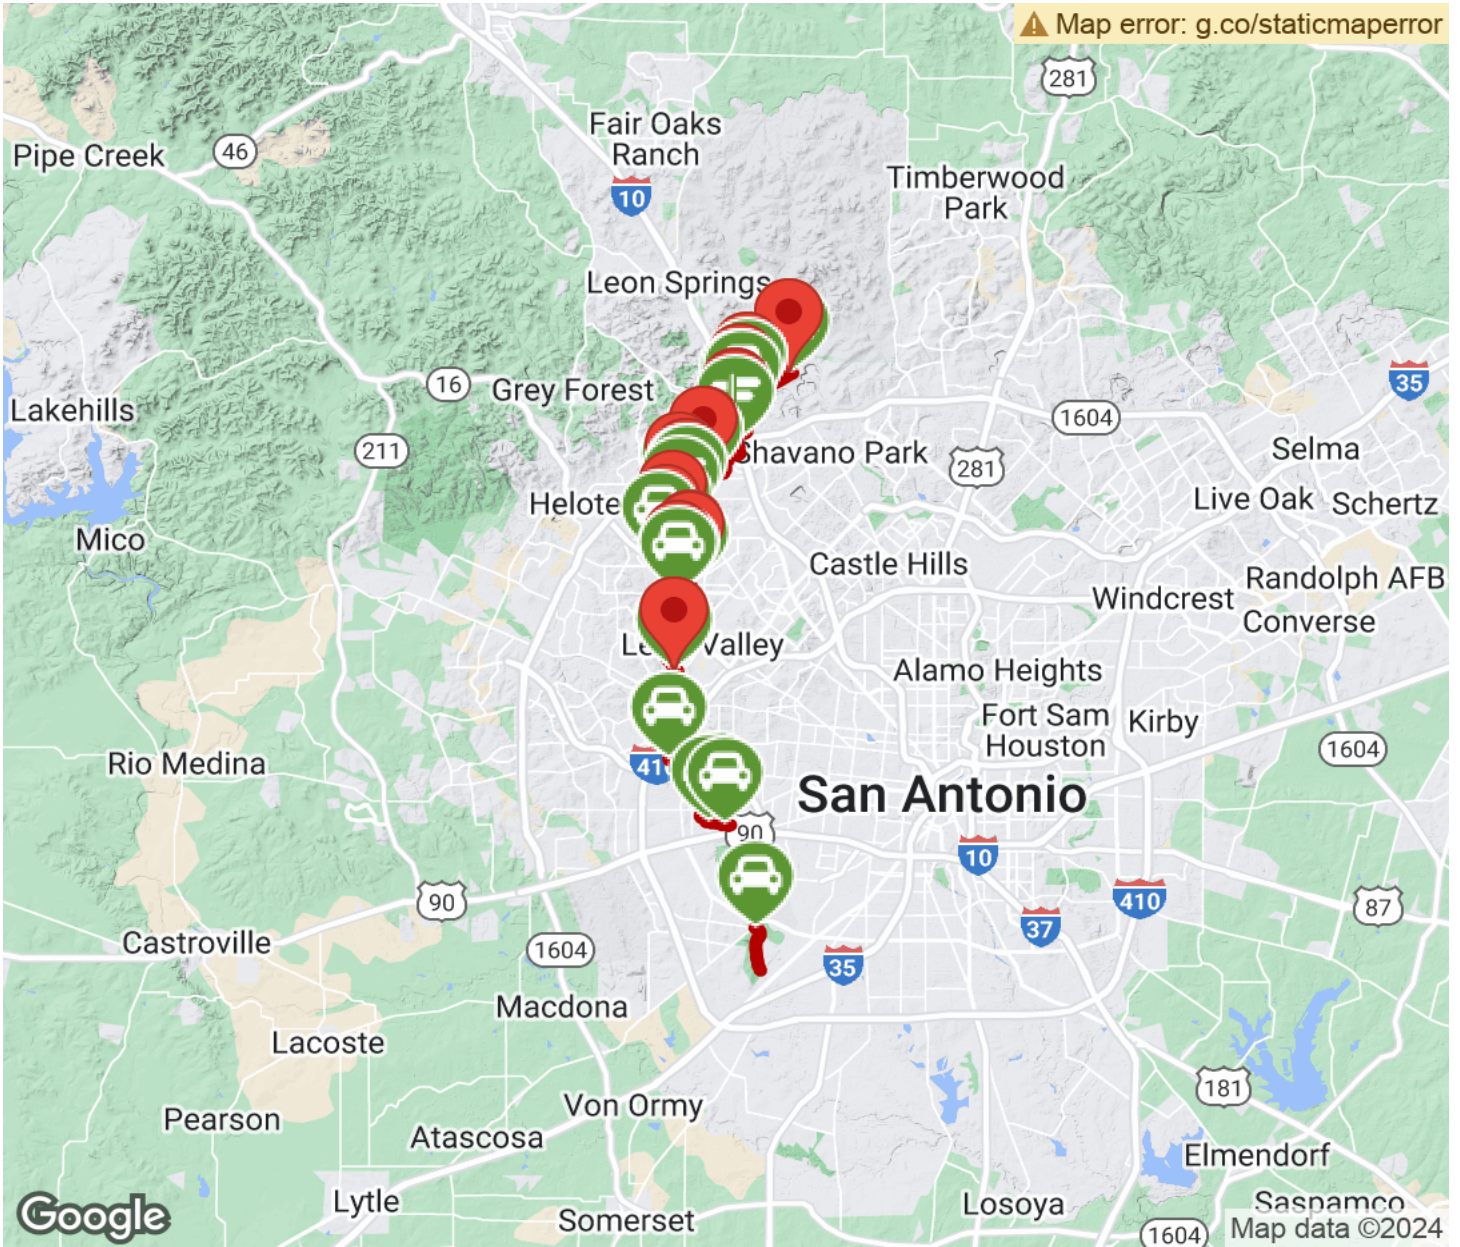 Map error: g.co/staticmaperror
281
Fair Oaks
Ranch
46
Pipe Creek
10
Timberwood
Park
Leon Springs
16
Grey Forest
35
Lakehills
1604
211
Shavano Park
281
Selma
Helote
Live Oak
Schertz
Mico
Castle Hills
Randolph AFB
Windcrest
Converse
Valley
Alamo Heights
Fort Sam
Houston
Kirby
1604
Rio Medina
San Antonio
90
10
90
410
87
37
Castroville
1604
35
Macdona
Lacoste
181
Von Ormy
Pearson
Atascosa
Elmendorf
Lytle
Losoya
Saspamco
Somerset
Google
1604
Map data ©2024